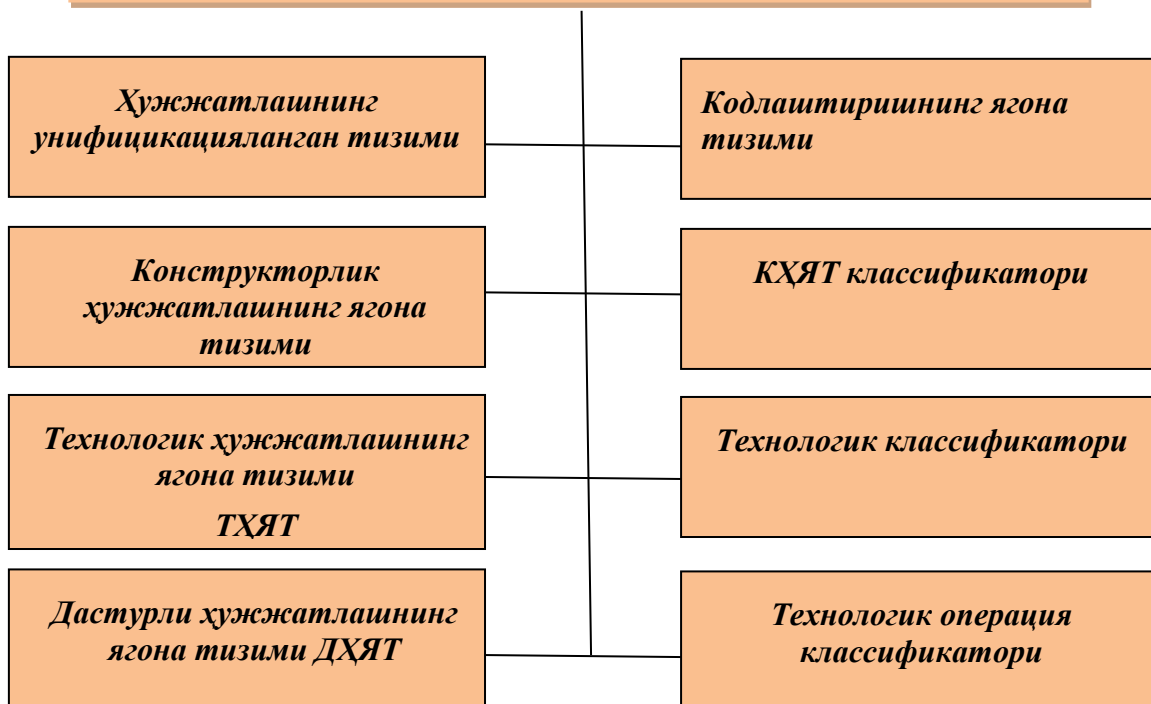 Ҳужжатлашнинг
унифицикацияланган тизими
Кодлаштиришнинг ягона
тизими
Конструкторлик
ҳужжатлашнинг ягона
тизими
КҲЯТ классификатори
Технологик ҳужжатлашнинг
ягона тизими
ТҲЯТ
Технологик классификатори
Дастурли ҳужжатлашнинг
ягона тизими ДҲЯТ
Технологик операция
классификатори